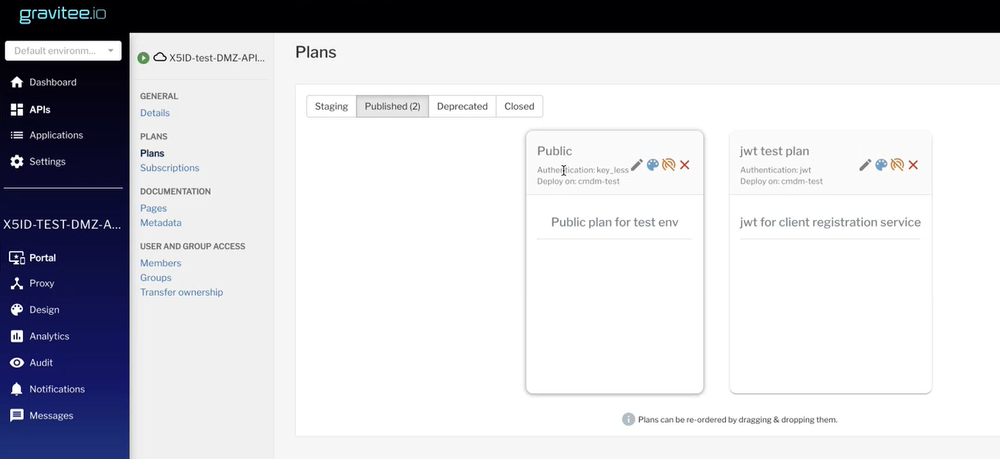 gravitee.io
Default environm...
Dashboard
APIs
Applications
Settings
X5ID-TEST-DMZ-A...
Portal
Proxy
Design
Analytics
Audit
Notifications
Messages
X5ID-test-DMZ-API...
GENERAL
Details
PLANS
Plans
Subscriptions
DOCUMENTATION
Pages
Metadata
USER AND GROUP ACCESS
Members
Groups
Transfer ownership
Plans
Staging
Published (2)
Deprecated
Closed
Public
Authentication: key_less
Deploy on: cmdm-test
Public plan for test env
jwt test plan
Authentication: jwt
Deploy on: cmdm-test
jwt for client registration service
Plans can be re-ordered by dragging & dropping them.